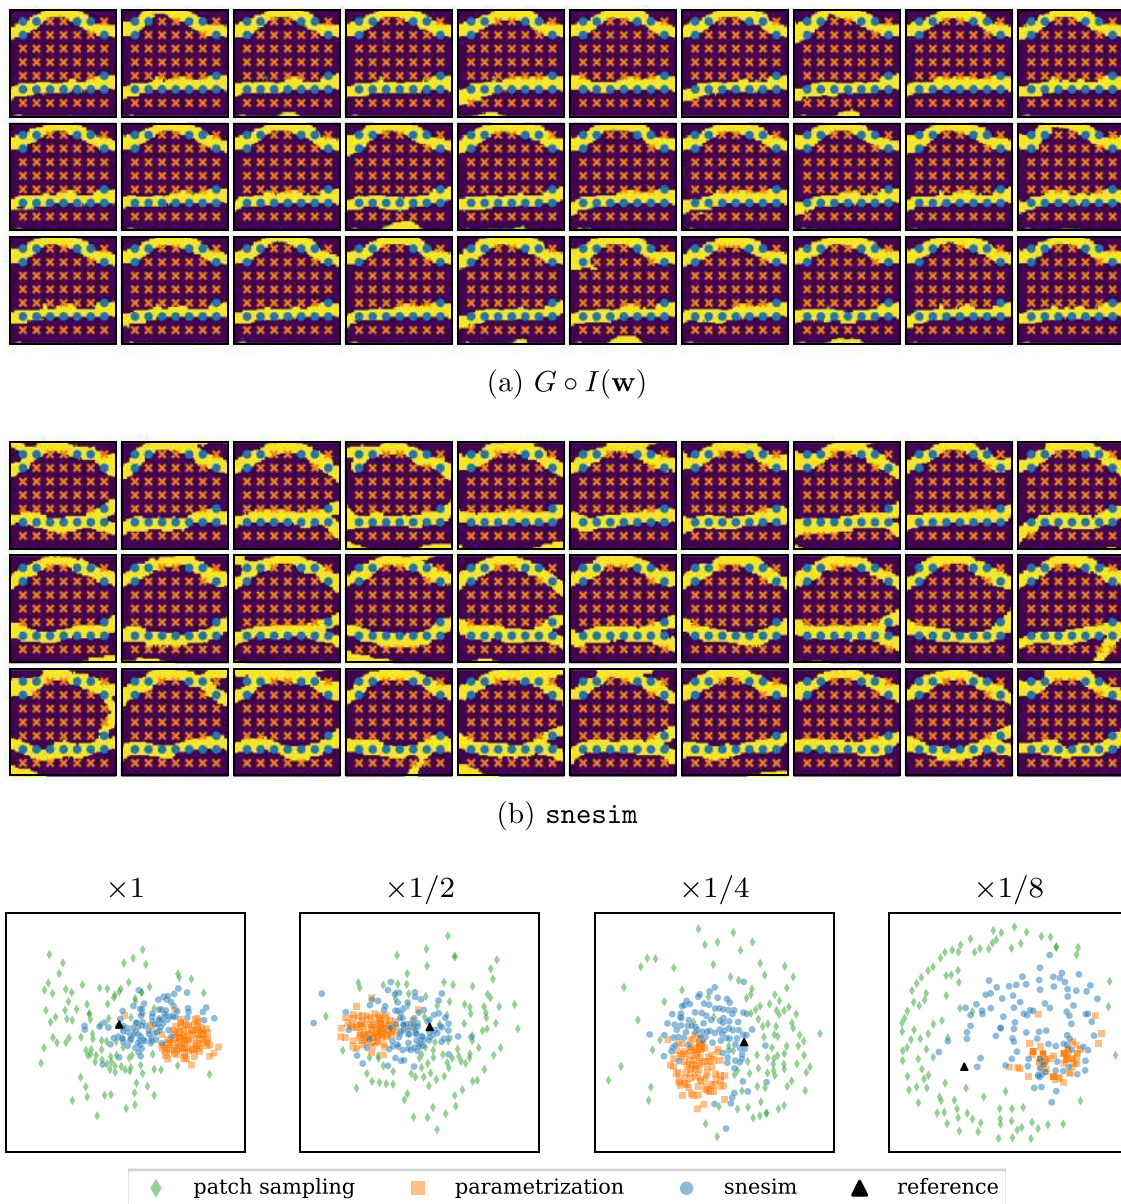 (a) G ∘ I(w)
(b) snesim
×1 ×1/2 ×1/4 ×1/8
patch sampling parametrization snesim reference